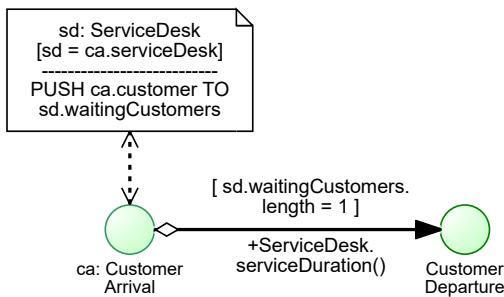 sd: ServiceDesk
[sd = ca.serviceDesk]
---------------------------
PUSH ca.customer TO
sd.waitingCustomers
[ sd.waitingCustomers.
length = 1 ]
+ServiceDesk.
serviceDuration()
ca: Customer
Arrival
Customer
Departure